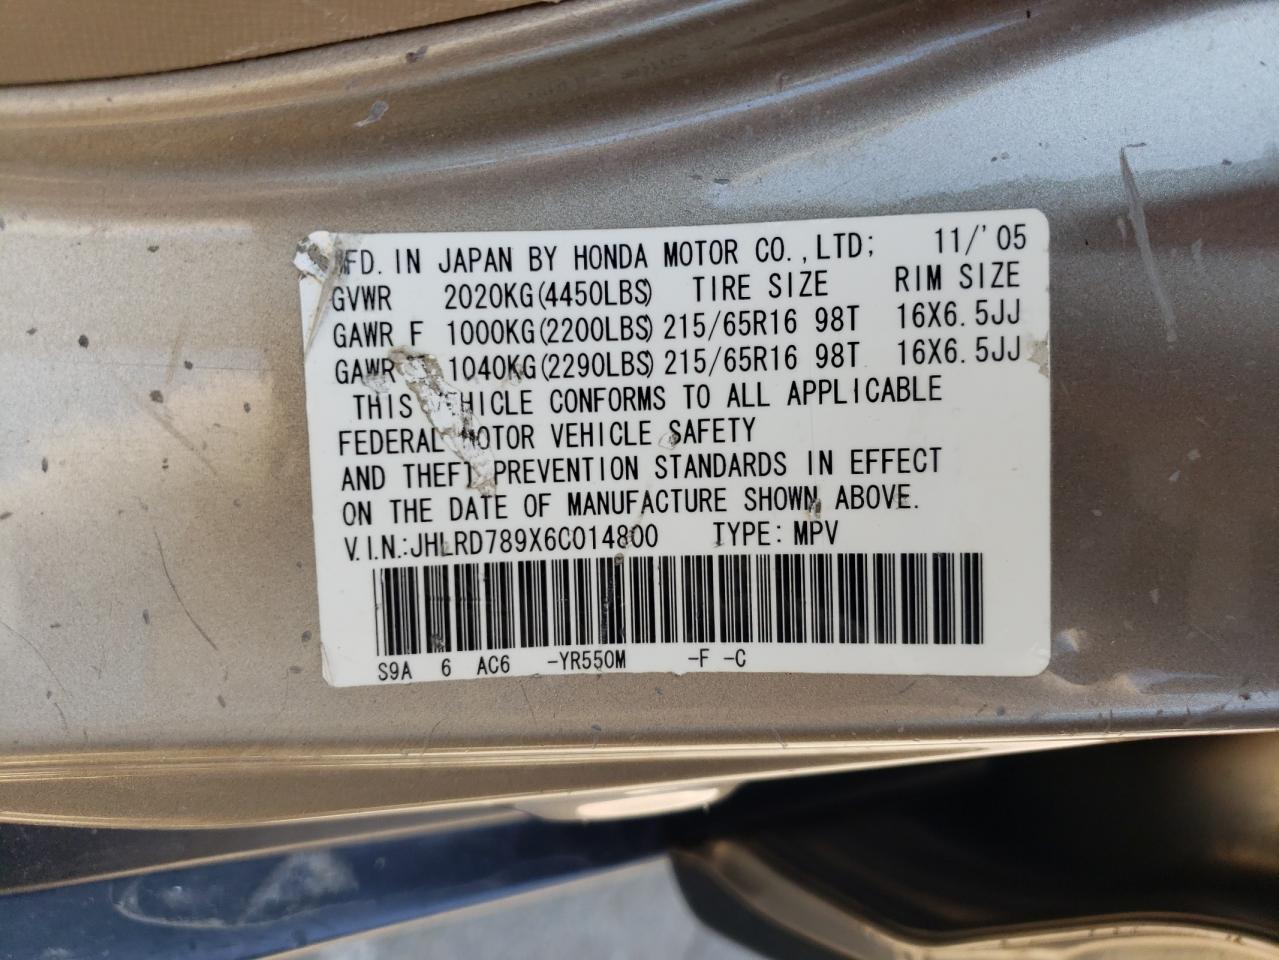 FD. IN JAPAN BY HONDA MOTOR CO.,LTD; 11/'05
GVWR 2020KG(4450LBS) TIRE SIZE RIM SIZE
GAWR F 1000KG(2200LBS) 215/65R16 98T 16X6.5JJ
GAWR 1040KG(2290LBS) 215/65R16 98T 16X6.5JJ
THIS VEHICLE CONFORMS TO ALL APPLICABLE
FEDERAL MOTOR VEHICLE SAFETY
AND THEFT PREVENTION STANDARDS IN EFFECT
ON THE DATE OF MANUFACTURE SHOWN ABOVE.
V.I.N.:JHLRD789X6C014800 TYPE: MPV
S9A 6 AC6 -YR550M -F -C